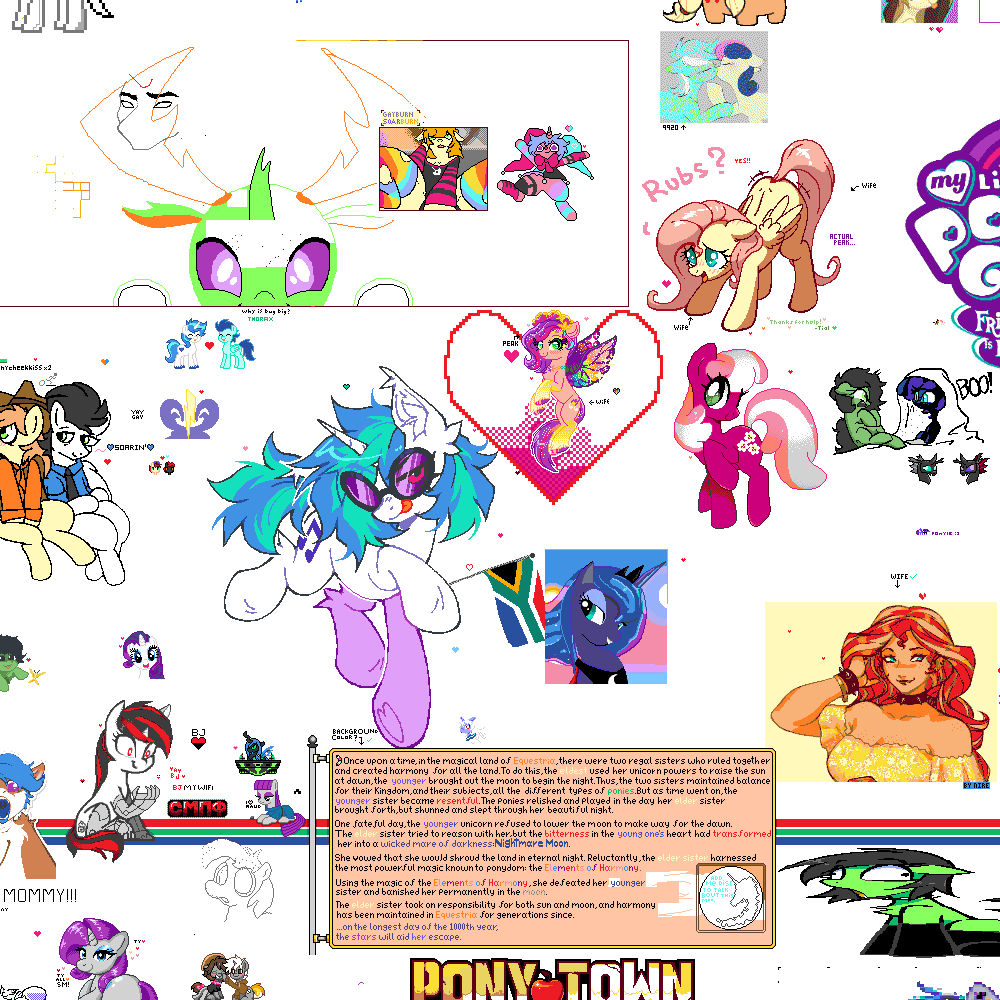 GAYBURN
SOARBURN
9920 ↑
Rubs?
YES!!
← Wife
my Li
ACTUAL
PEAK...
Wife
"Thanks for help!"
Why is bug big?
THORAX
PEAK
← WIFE
BOO!
YAY
GAY
SOARIN'
WIFE
BJ
BJ MY WIFI
BY NIRE
BACKGROUND
COLOR?
Once upon a time, in the magical land of Equestria, there were two regal sisters who ruled together
and created harmony for all the land. To do this, the eldest used her unicorn powers to raise the sun
at dawn, the younger brought out the moon to begin the night. Thus, the two sisters maintained balance
for their Kingdom, and their subjects, all the different types of ponies. But as time went on, the
younger sister became resentful. The Ponies relished and played in the day her elder sister
brought forth, but shunned and slept through her beautiful night.
One fateful day, the younger unicorn refused to lower the moon to make way for the dawn.
The elder sister tried to reason with her, but the bitterness in the young one's heart had transformed
her into a wicked mare of darkness: Nightmare Moon.
She vowed that she would shroud the land in eternal night. Reluctantly, the elder sister harnessed
the most powerful magic known to ponydom: the Elements of Harmony.
Using the magic of the Elements of Harmony, she defeated her younger
sister and banished her permanently in the moon.
The elder sister took on responsibility for both sun and moon, and harmony
has been maintained in Equestria for generations since.
...on the longest day of the 1000th year,
the stars will aid her escape.
MOMMY!!!
TY
ALL
SM!
PONY TOWN